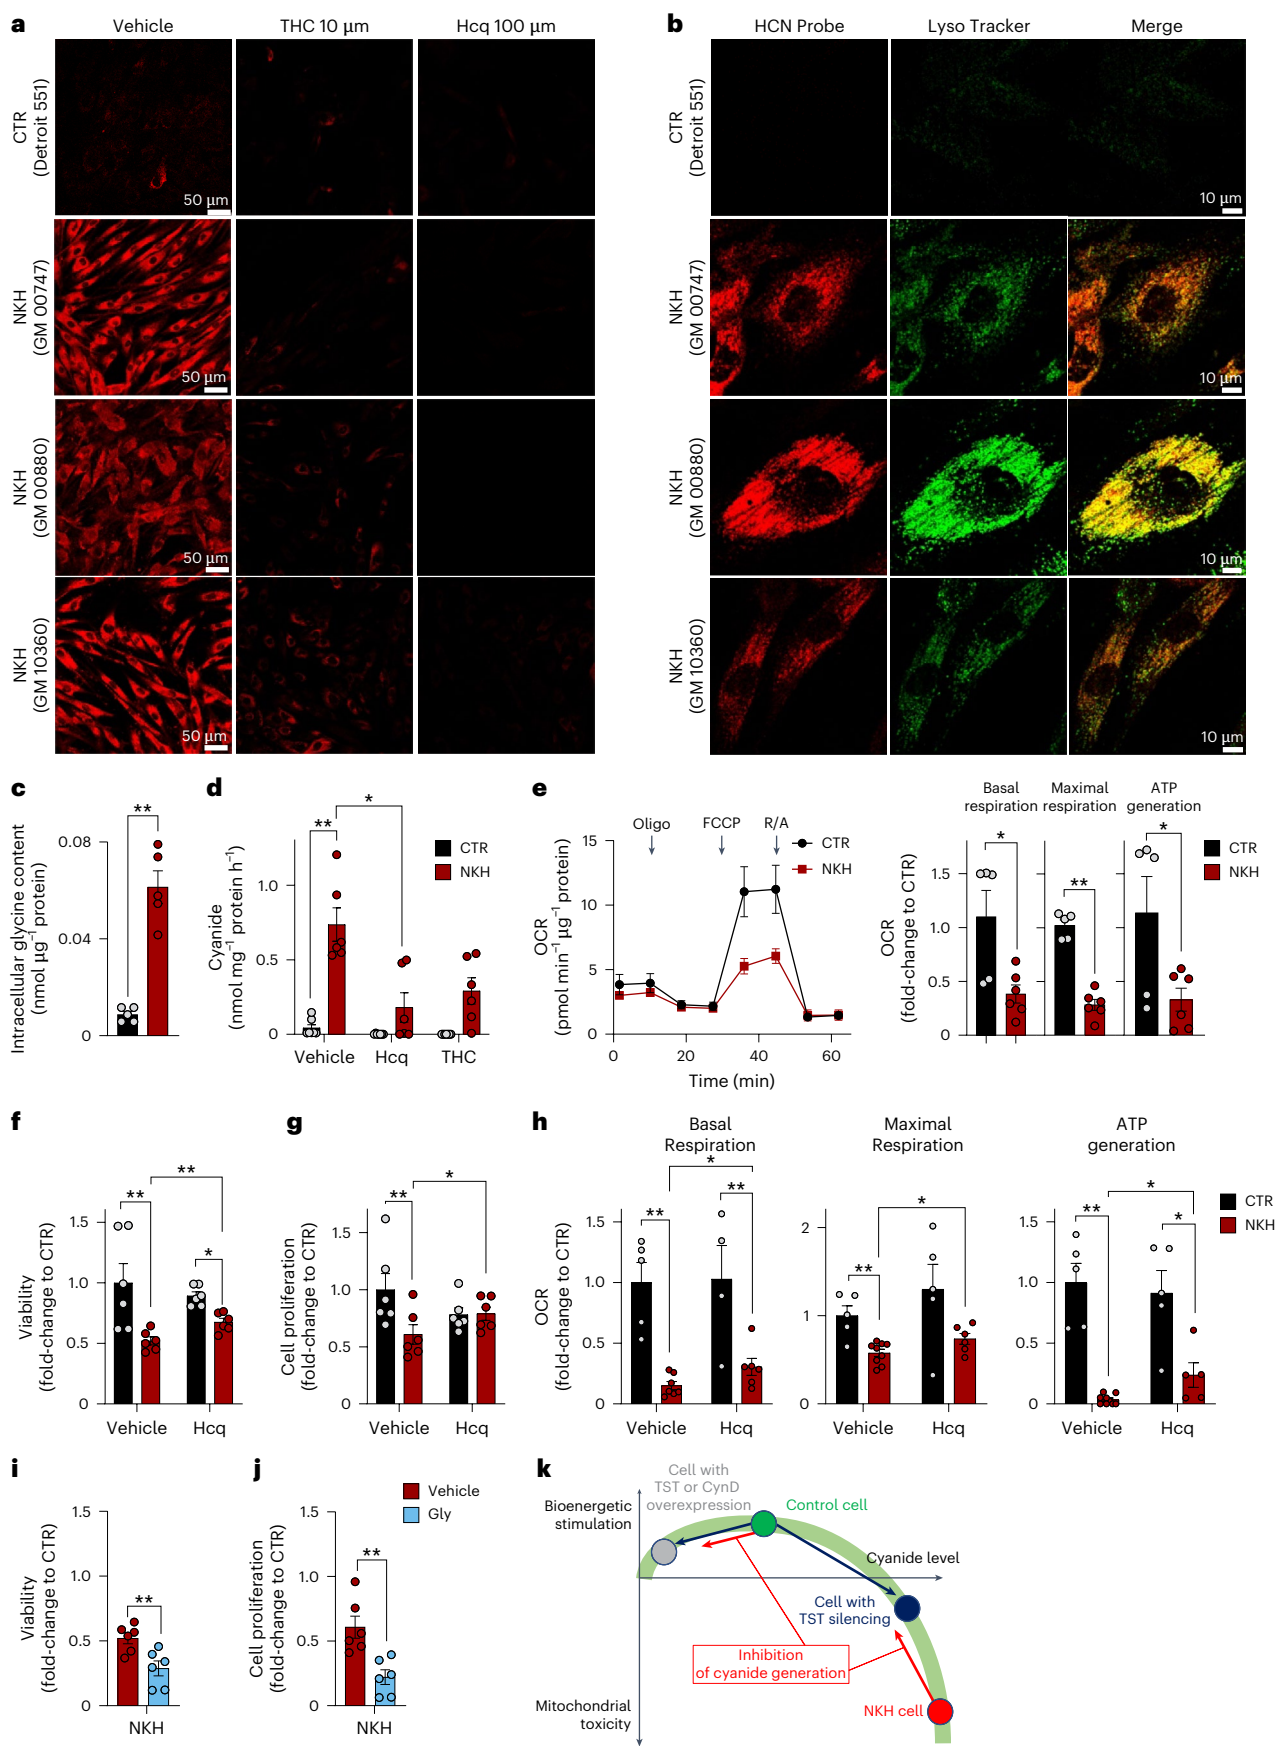 a
Vehicle
THC 10 μm
Hcq 100 μm
CTR
(Detroit 551)
50 μm
NKH
(GM 00747)
50 μm
NKH
(GM 00880)
50 μm
NKH
(GM 10360)
50 μm
b
HCN Probe
Lyso Tracker
Merge
CTR
(Detroit 551)
10 μm
NKH
(GM 00747)
10 μm
NKH
(GM 00880)
10 μm
NKH
(GM 10360)
10 μm
c
Intracellular glycine content
(nmol μg⁻¹ protein)
0.08
0.04
0
**
d
Cyanide
(nmol mg⁻¹ protein h⁻¹)
1.0
0.5
0
**
*
CTR
NKH
Vehicle
Hcq
THC
e
OCR
(pmol min⁻¹ μg⁻¹ protein)
15
10
5
0
Oligo
FCCP
R/A
CTR
NKH
0
20
40
60
Time (min)
OCR
(fold-change to CTR)
1.5
1.0
0.5
0
Basal
respiration
Maximal
respiration
ATP
generation
*
**
*
CTR
NKH
f
Viability
(fold-change to CTR)
1.5
1.0
0.5
0
**
**
*
Vehicle
Hcq
g
Cell proliferation
(fold-change to CTR)
1.5
1.0
0.5
0
**
*
Vehicle
Hcq
h
OCR
(fold-change to CTR)
Basal
Respiration
1.5
1.0
0.5
0
**
*
**
Vehicle
Hcq
Maximal
Respiration
2
1
0
**
*
Vehicle
Hcq
ATP
generation
1.5
1.0
0.5
0
**
*
*
Vehicle
Hcq
CTR
NKH
i
Viability
(fold-change to CTR)
1.5
1.0
0.5
0
**
NKH
j
Cell proliferation
(fold-change to CTR)
1.5
1.0
0.5
0
**
NKH
Vehicle
Gly
k
Cell with
TST or CynD
overexpression
Bioenergetic
stimulation
Control cell
Cyanide level
Cell with
TST silencing
Inhibition
of cyanide generation
Mitochondrial
toxicity
NKH cell